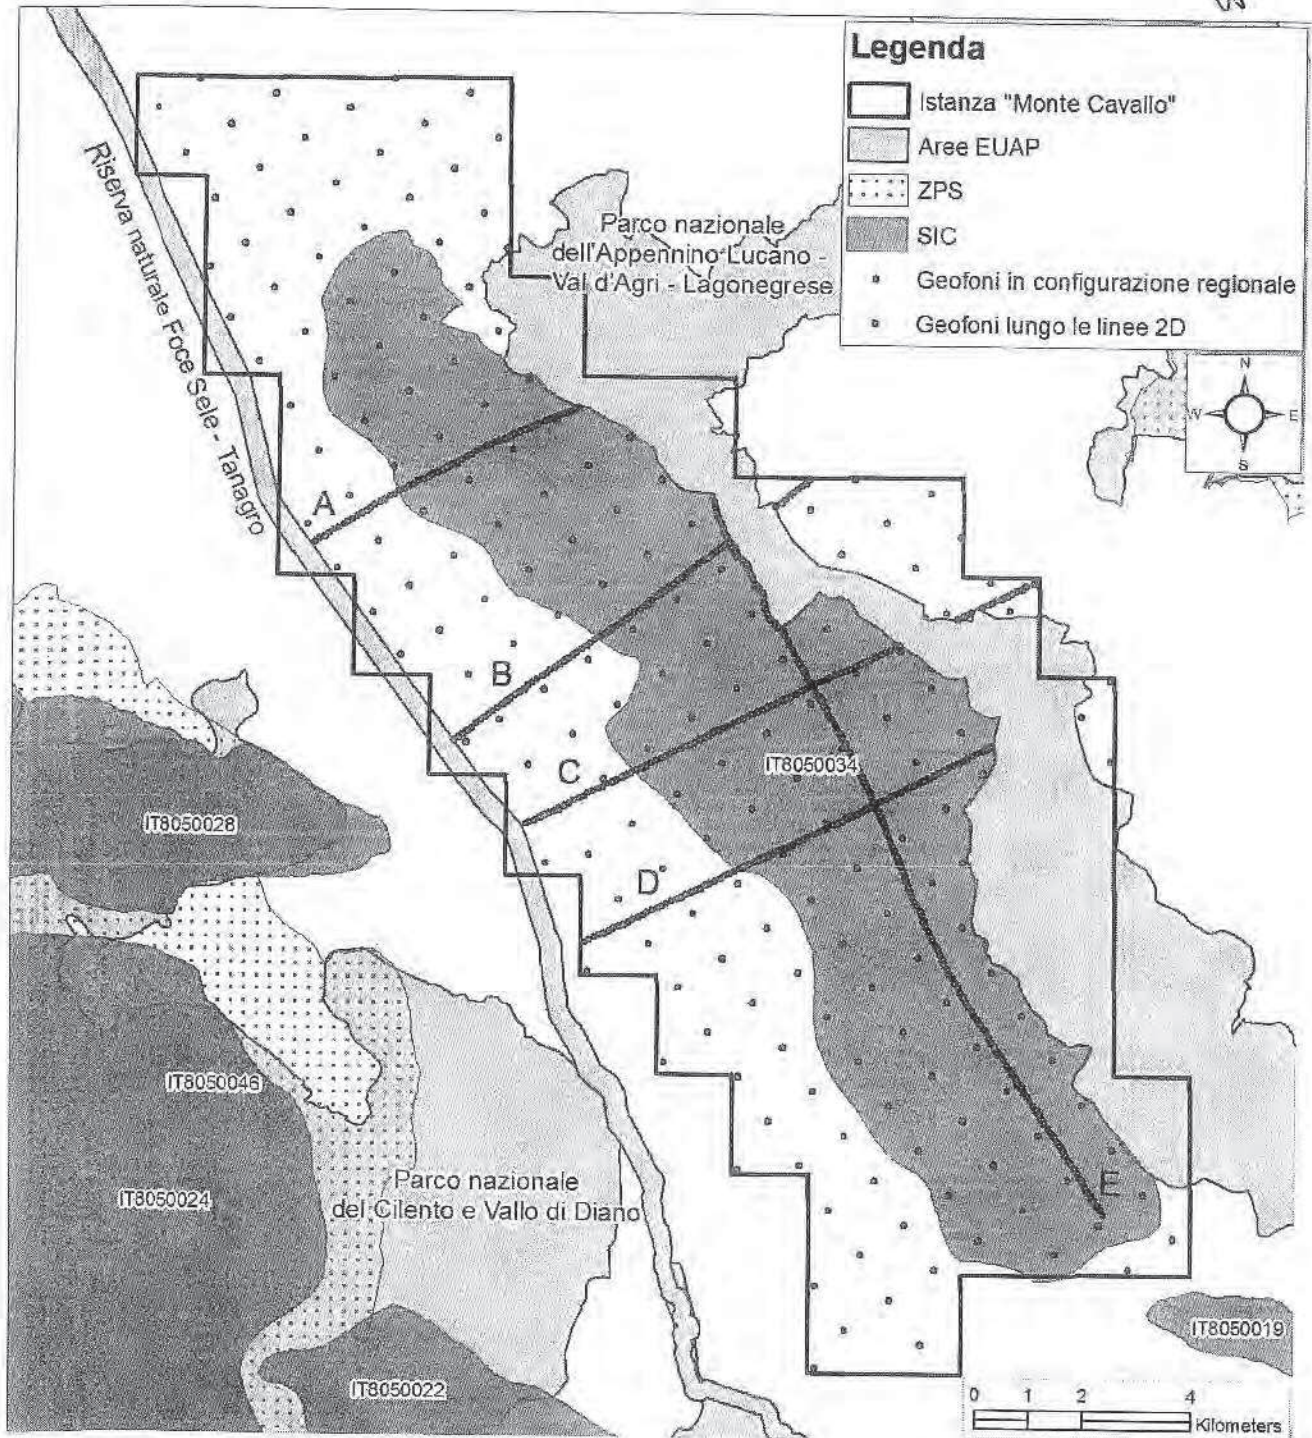 Legenda
Istanza "Monte Cavallo"
Aree EUAP
ZPS
SIC
Geofoni in configurazione regionale
Geofoni lungo le linee 2D
N
W
E
S
Riserva naturale Foce Sele - Tanagro
Parco nazionale
dell'Appennino Lucano -
Val d'Agri - Lagonegrese
A
B
C
D
E
IT8050034
IT8050028
IT8050046
IT8050024
Parco nazionale
del Cilento e Vallo di Diano
IT8050022
IT8050019
0 1 2 4
Kilometers